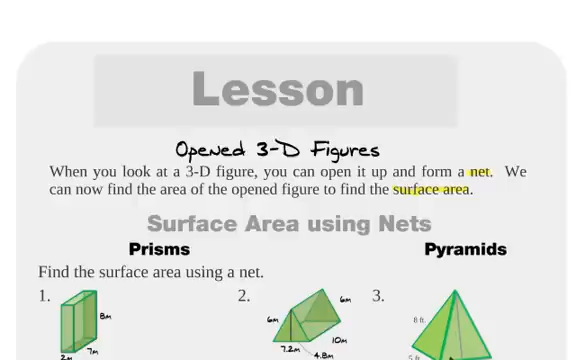 Lesson
Opened 3-D Figures
When you look at a 3-D figure, you can open it up and form a net. We
can now find the area of the opened figure to find the surface area.
Surface Area using Nets
Prisms Pyramids
Find the surface area using a net.
1. 2. 3.
8m 6m 6m 8 ft.
7m 2m 7.2m 10m 4.8m 5 ft.